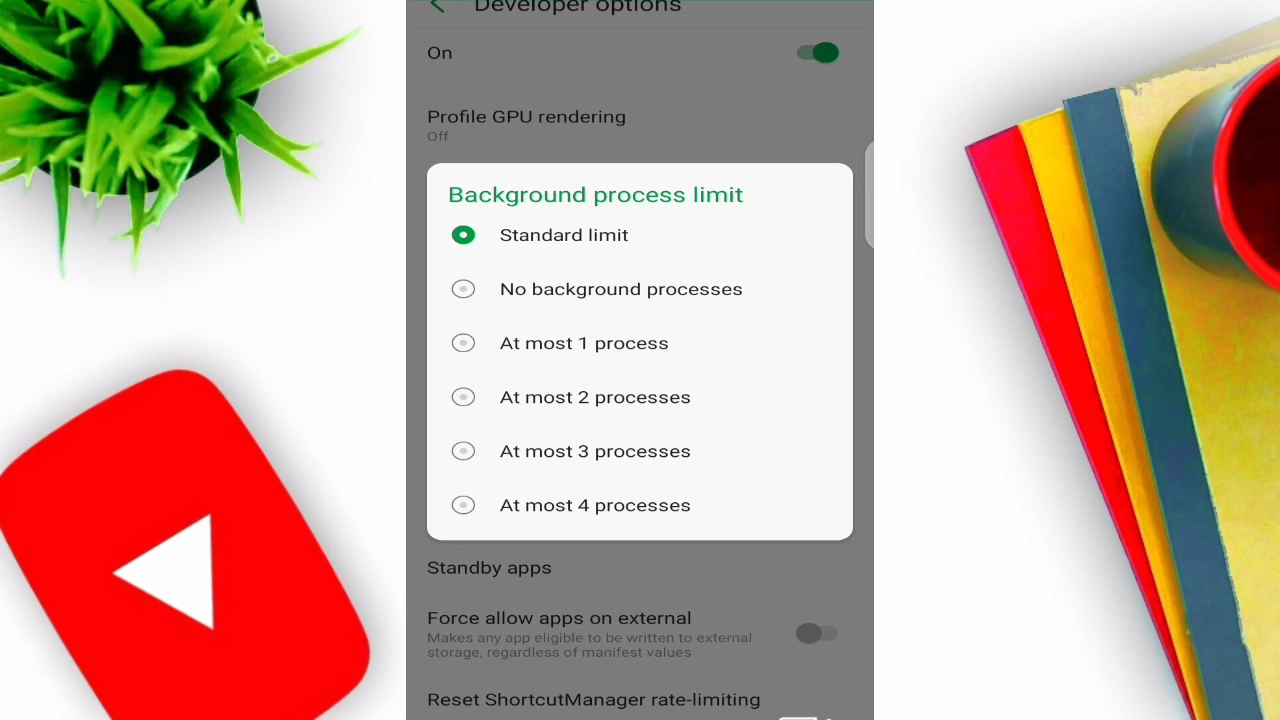 Developer options
On
Profile GPU rendering
Off
Background process limit
Standard limit
No background processes
At most 1 process
At most 2 processes
At most 3 processes
At most 4 processes
Standby apps
Force allow apps on external
Makes any app eligible to be written to external
storage, regardless of manifest values
Reset ShortcutManager rate-limiting